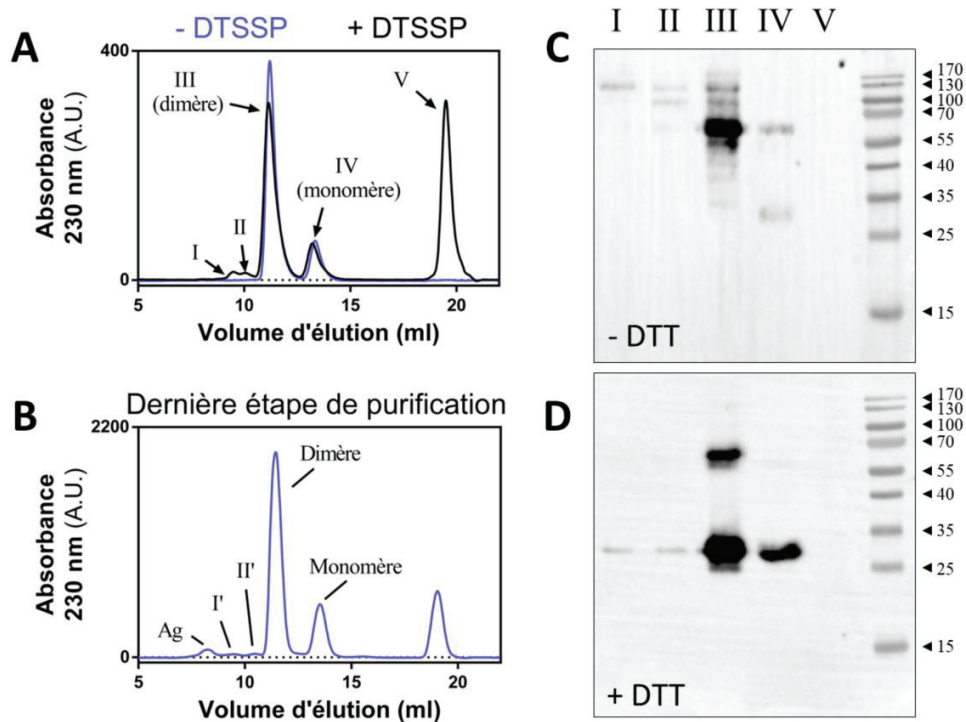 A
- DTSSP
+ DTSSP
400
0
Absorbance
230 nm (A.U.)
III
(dimère)
V
IV
(monomère)
I
II
5
10
15
20
Volume d'élution (ml)
B
Dernière étape de purification
2200
0
Absorbance
230 nm (A.U.)
Dimère
II'
I'
Ag
Monomère
5
10
15
20
Volume d'élution (ml)
C
I II III IV V
170
130
100
70
55
40
35
25
15
- DTT
D
170
130
100
70
55
40
35
25
15
+ DTT